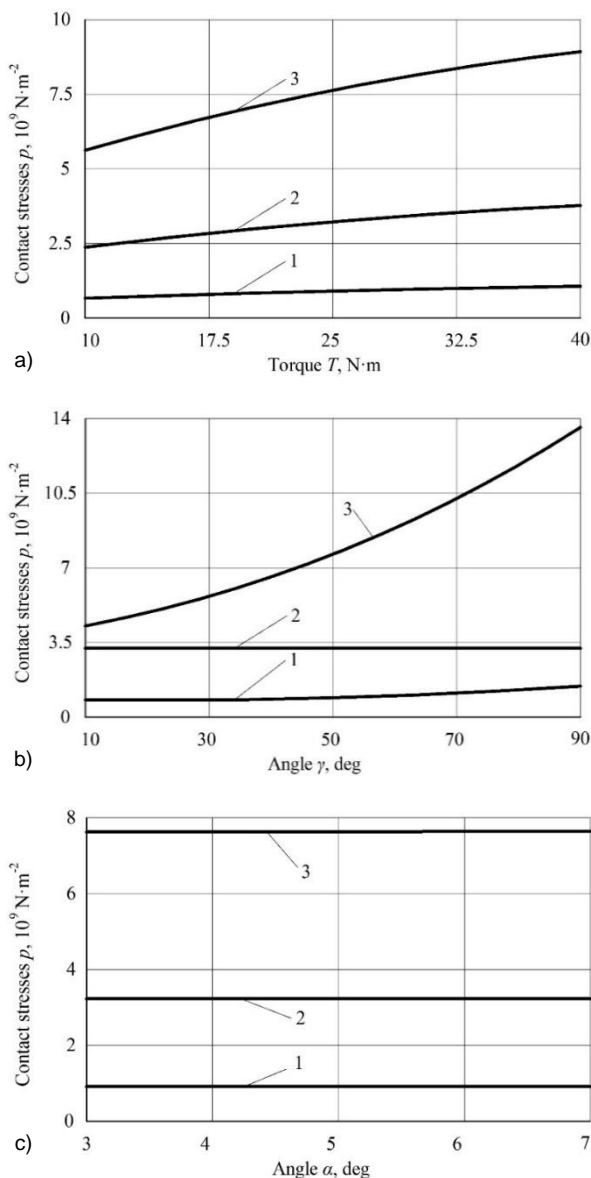 10
7.5
5
2.5
0
Contact stresses p, 10⁹ N·m⁻²
3
2
1
10 17.5 25 32.5 40
Torque T, N·m
a)
14
10.5
7
3.5
0
Contact stresses p, 10⁹ N·m⁻²
3
2
1
10 30 50 70 90
Angle γ, deg
b)
8
6
4
2
0
Contact stresses p, 10⁹ N·m⁻²
3
2
1
3 4 5 6 7
Angle α, deg
c)